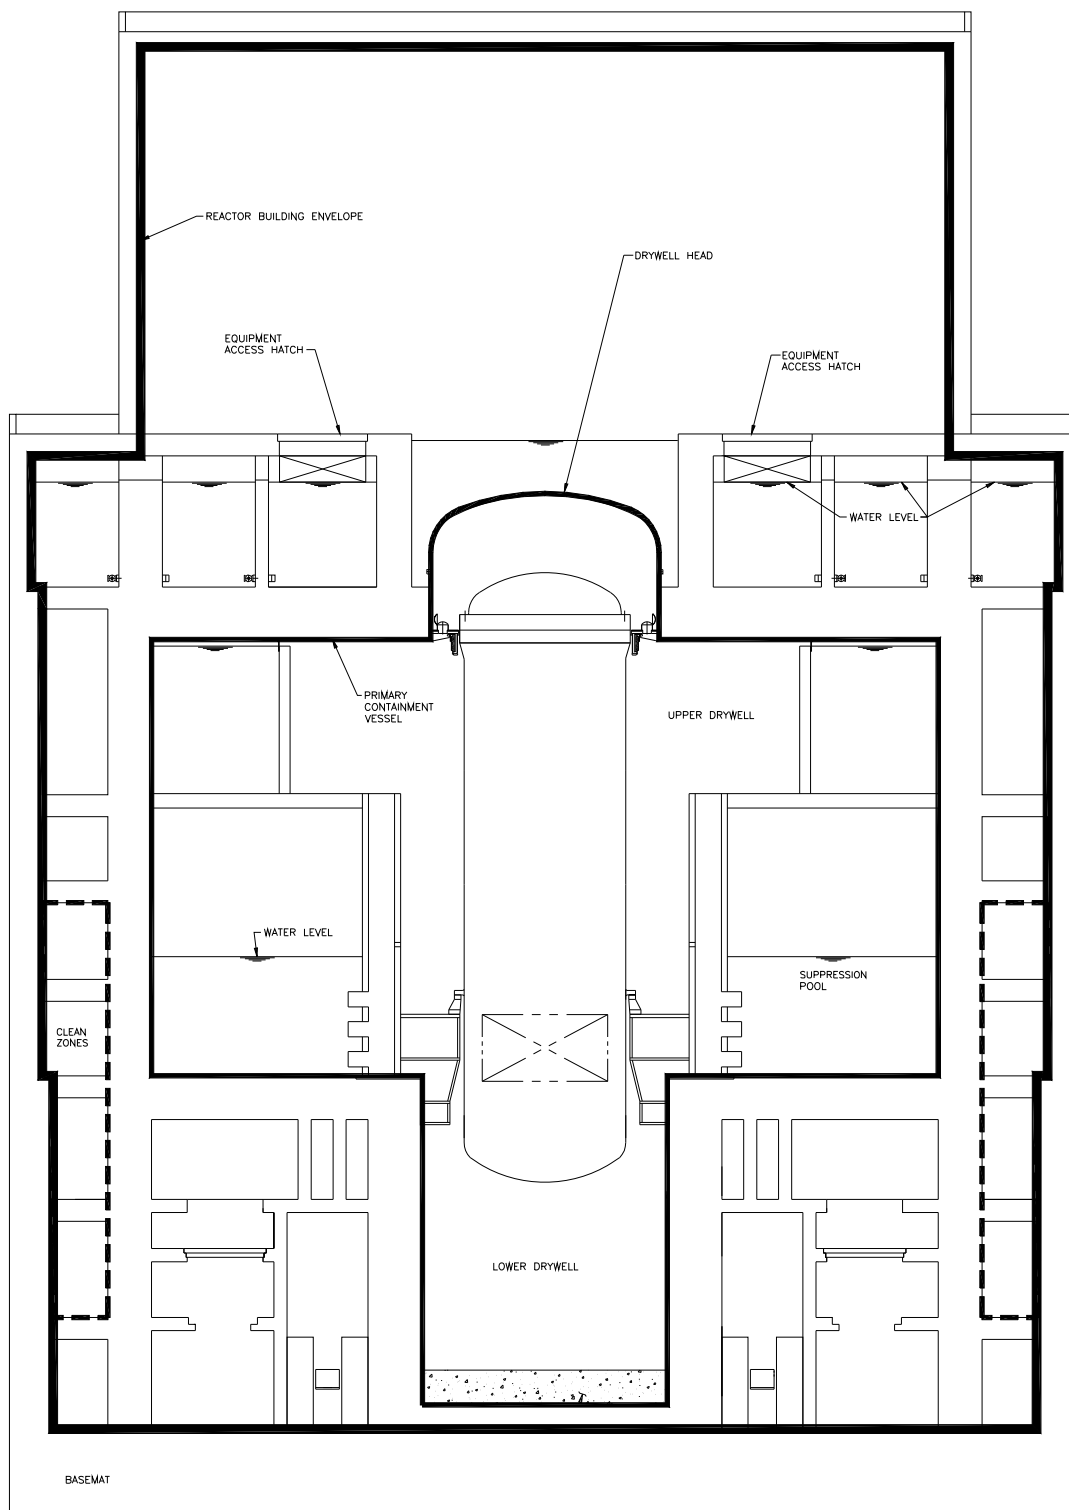 REACTOR BUILDING ENVELOPE
DRYWELL HEAD
EQUIPMENT
ACCESS HATCH
EQUIPMENT
ACCESS HATCH
WATER LEVEL
PRIMARY
CONTAINMENT
VESSEL
UPPER DRYWELL
WATER LEVEL
SUPPRESSION
POOL
CLEAN
ZONES
LOWER DRYWELL
BASEMAT